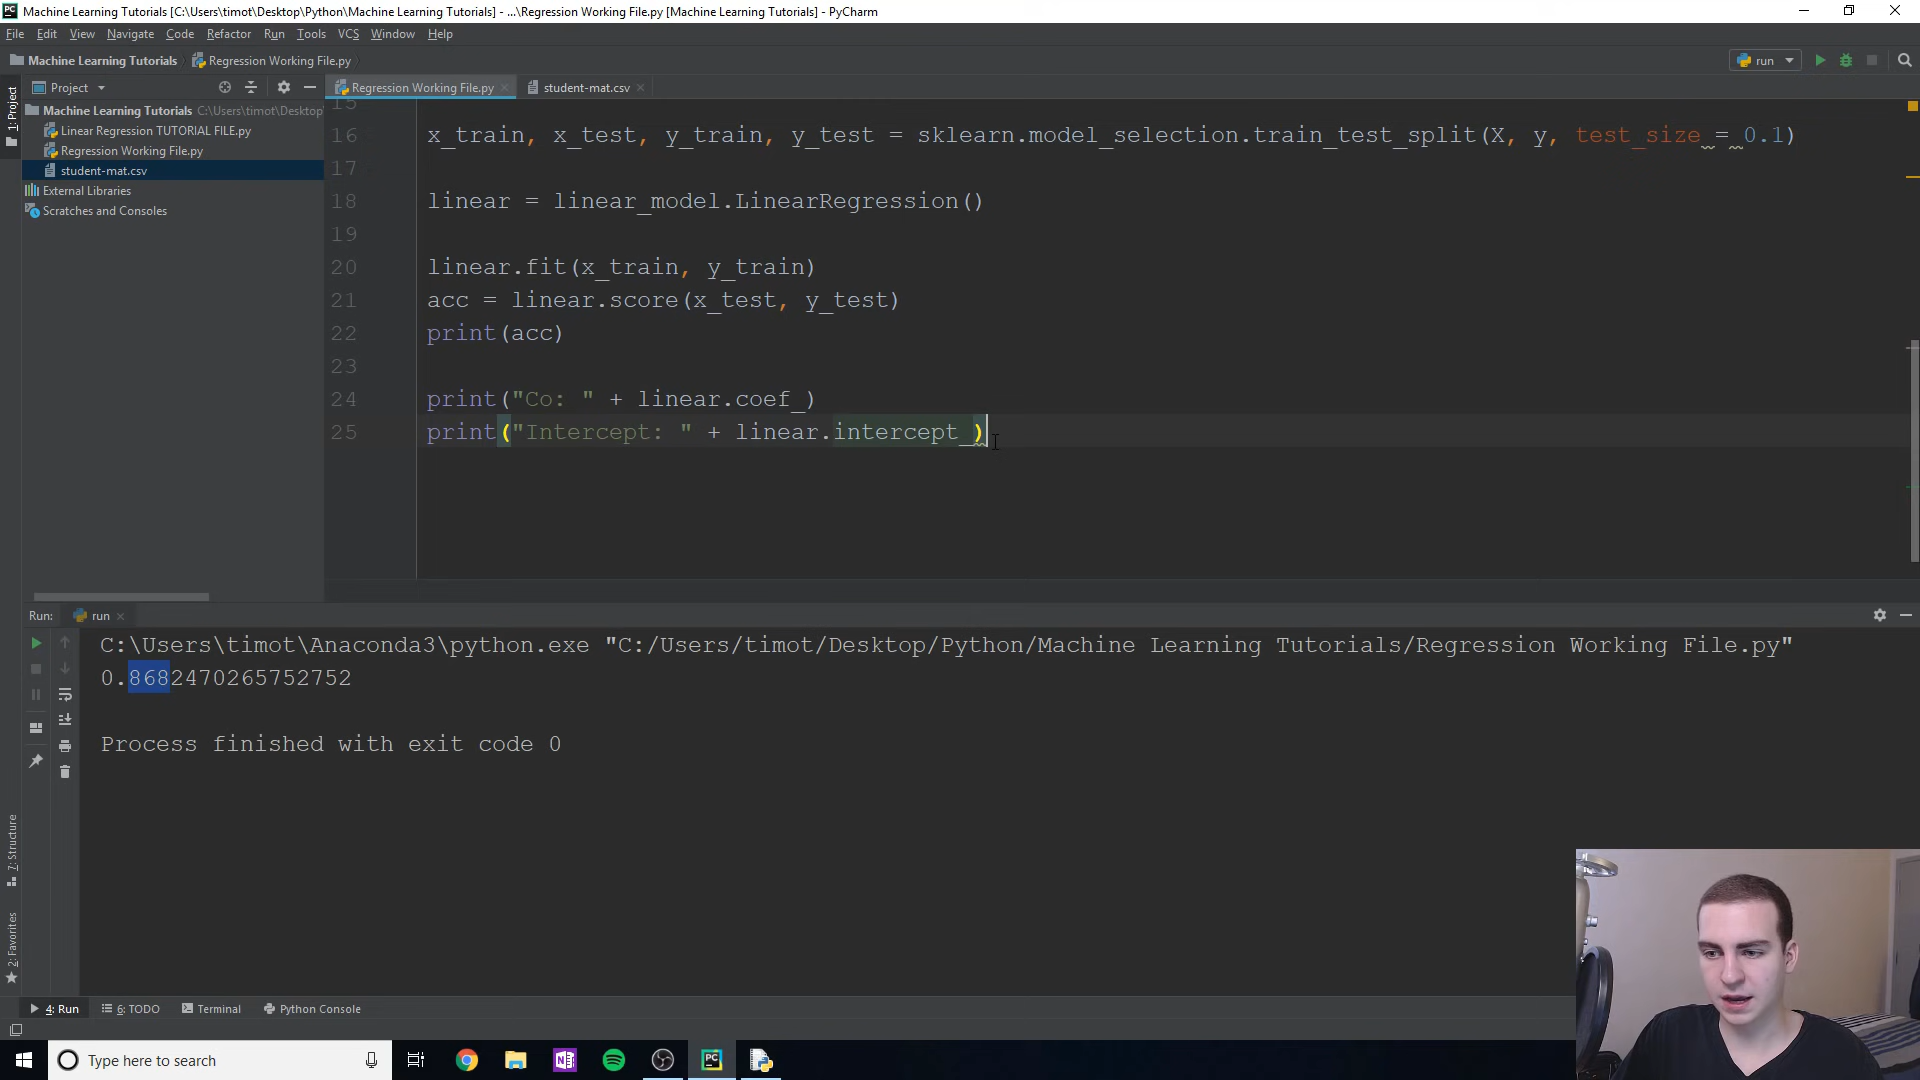 Machine Learning Tutorials [C:\Users\timot\Desktop\Python\Machine Learning Tutorials] - ...\Regression Working File.py [Machine Learning Tutorials] - PyCharm
File Edit View Navigate Code Refactor Run Tools VCS Window Help
Machine Learning Tutorials Regression Working File.py run
Project Regression Working File.py student-mat.csv
1: Project
Machine Learning Tutorials C:\Users\timot\Desktop
Linear Regression TUTORIAL FILE.py
Regression Working File.py
student-mat.csv
External Libraries
Scratches and Consoles
15
16 x_train, x_test, y_train, y_test = sklearn.model_selection.train_test_split(X, y, test_size = 0.1)
17
18 linear = linear_model.LinearRegression()
19
20 linear.fit(x_train, y_train)
21 acc = linear.score(x_test, y_test)
22 print(acc)
23
24 print("Co: " + linear.coef_)
25 print("Intercept: " + linear.intercept_)
Run: run
C:\Users\timot\Anaconda3\python.exe "C:/Users/timot/Desktop/Python/Machine Learning Tutorials/Regression Working File.py"
0.8682470265752752
Process finished with exit code 0
7: Structure
2: Favorites
4: Run 6: TODO Terminal Python Console
Type here to search